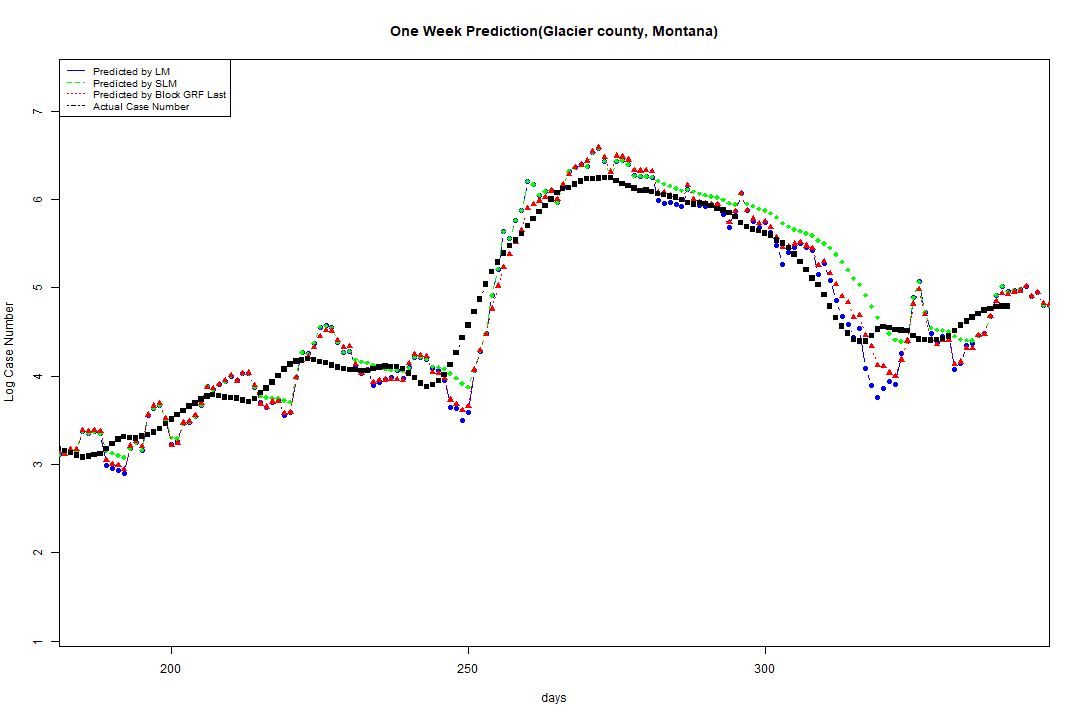 One Week Prediction(Glacier county, Montana)
Predicted by LM
Predicted by SLM
Predicted by Block GRF Last
Actual Case Number
7
6
5
4
3
2
1
Log Case Number
200 250 300
days